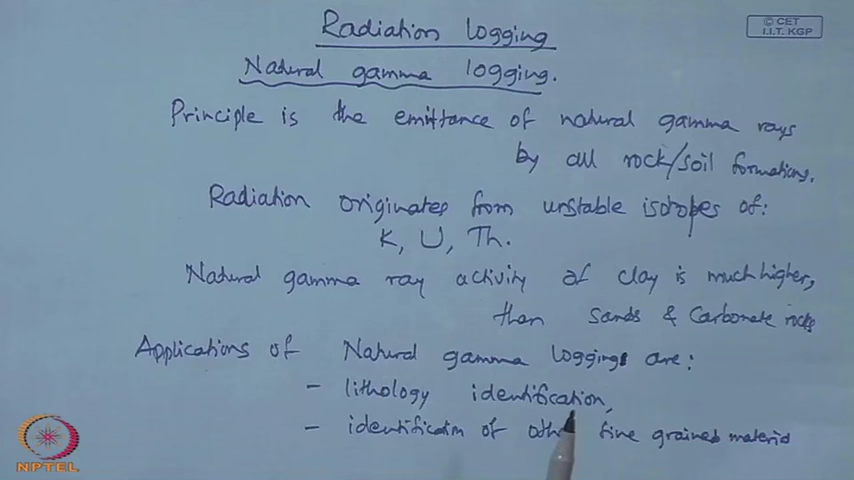 Radiation logging
© CET
I.I.T. KGP
Natural gamma logging.
Principle is the emittance of natural gamma rays
by all rock/soil formations.
Radiation originates from unstable isotopes of:
K, U, Th.
Natural gamma ray activity of clay is much higher,
than sands & Carbonate rocks
Applications of Natural gamma loggings are:
- lithology identification,
- identification of fine grained material
NPTEL